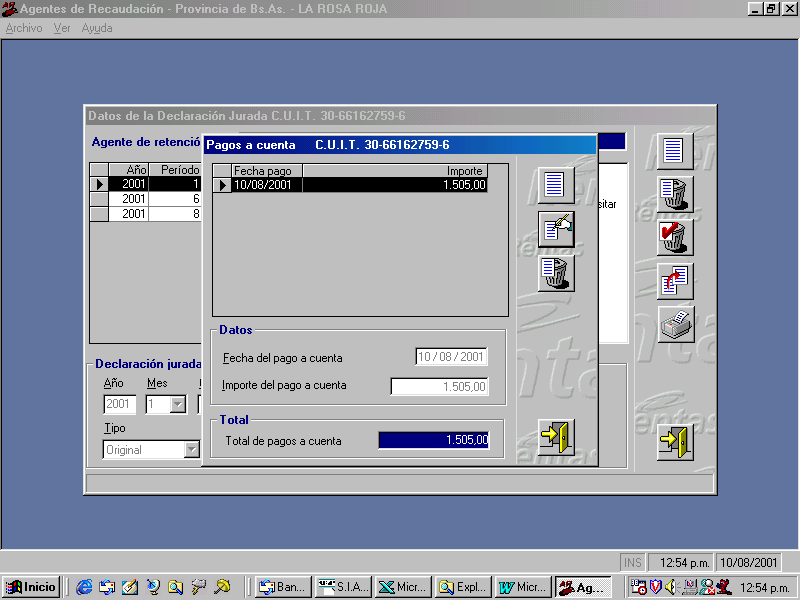 Agentes de Recaudación - Provincia de Bs.As. - LA ROSA ROJA
Archivo Ver Ayuda
Datos de la Declaración Jurada C.U.I.T. 30-66162759-6
Agente de retenció
Año Período
2001 1
2001 6
2001 8
sitar
Pagos a cuenta C.U.I.T. 30-66162759-6
Fecha pago Importe
10/08/2001 1.505,00
Datos
Fecha del pago a cuenta 10/08/2001
Importe del pago a cuenta 1.505,00
Total
Total de pagos a cuenta 1.505,00
Declaración jurada
Año Mes
2001 1
Tipo
Original
INS 12:54 p.m. 10/08/2001
Inicio Ban... S.I.A... Micr... Expl... Micr... Ag... 12:54 p.m.